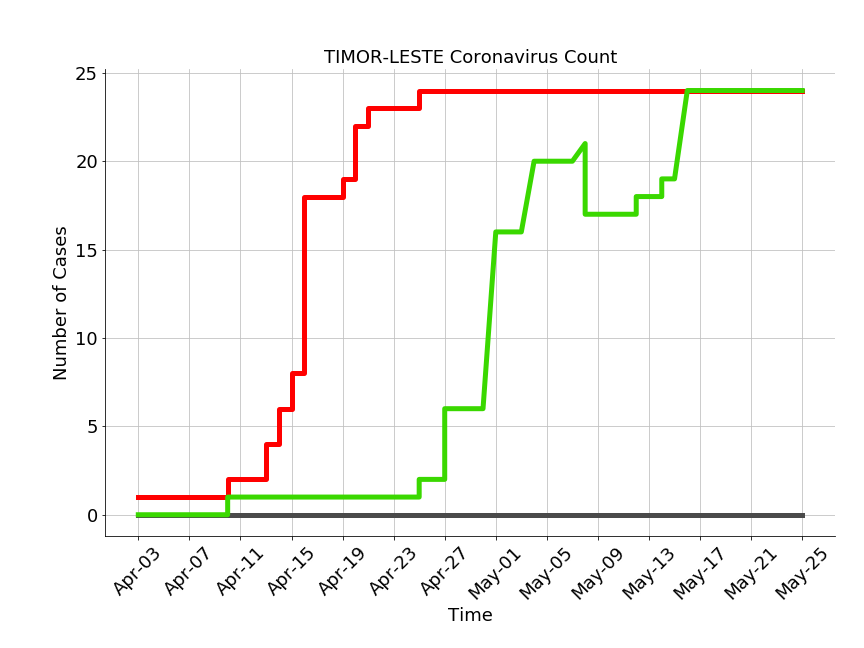 TIMOR-LESTE Coronavirus Count
25
20
15
10
5
0
Number of Cases
Apr-03
Apr-07
Apr-11
Apr-15
Apr-19
Apr-23
Apr-27
May-01
May-05
May-09
May-13
May-17
May-21
May-25
Time